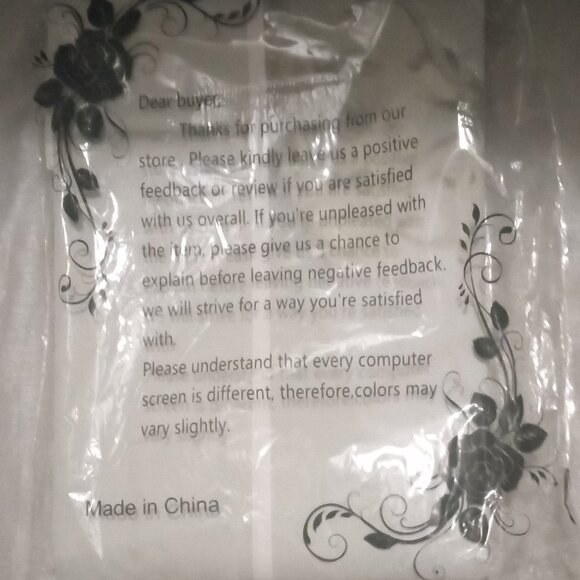 Dear buyer,
Thanks for purchasing from our
store , Please kindly leave us a positive
feedback or review if you are satisfied
with us overall. If you're unpleased with
the item, please give us a chance to
explain before leaving negative feedback.
we will strive for a way you're satisfied
with.
Please understand that every computer
screen is different, therefore,colors may
vary slightly.
Made in China